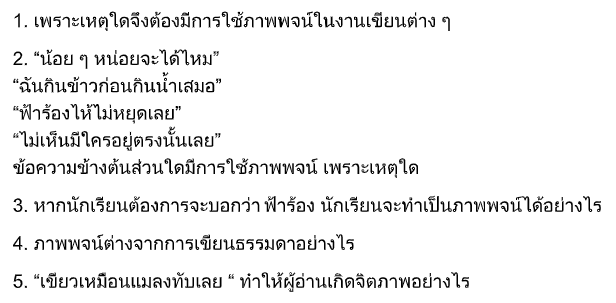 1. เพราะเหตุใดจึงต้องมีการใช้ภาพพจน์ในงานเขียนต่าง ๆ
2. “น้อย ๆ หน่อยจะได้ไหม”
“ฉันกินข้าวก่อนกินน้ำเสมอ”
“ฟ้าร้องไห้ไม่หยุดเลย”
“ไม่เห็นมีใครอยู่ตรงนั้นเลย”
ข้อความข้างต้นส่วนใดมีการใช้ภาพพจน์ เพราะเหตุใด
3. หากนักเรียนต้องการจะบอกว่า ฟ้าร้อง นักเรียนจะทำเป็นภาพพจน์ได้อย่างไร
4. ภาพพจน์ต่างจากการเขียนธรรมดาอย่างไร
5. “เขียวเหมือนแมลงทับเลย “ ทำให้ผู้อ่านเกิดจิตภาพอย่างไร